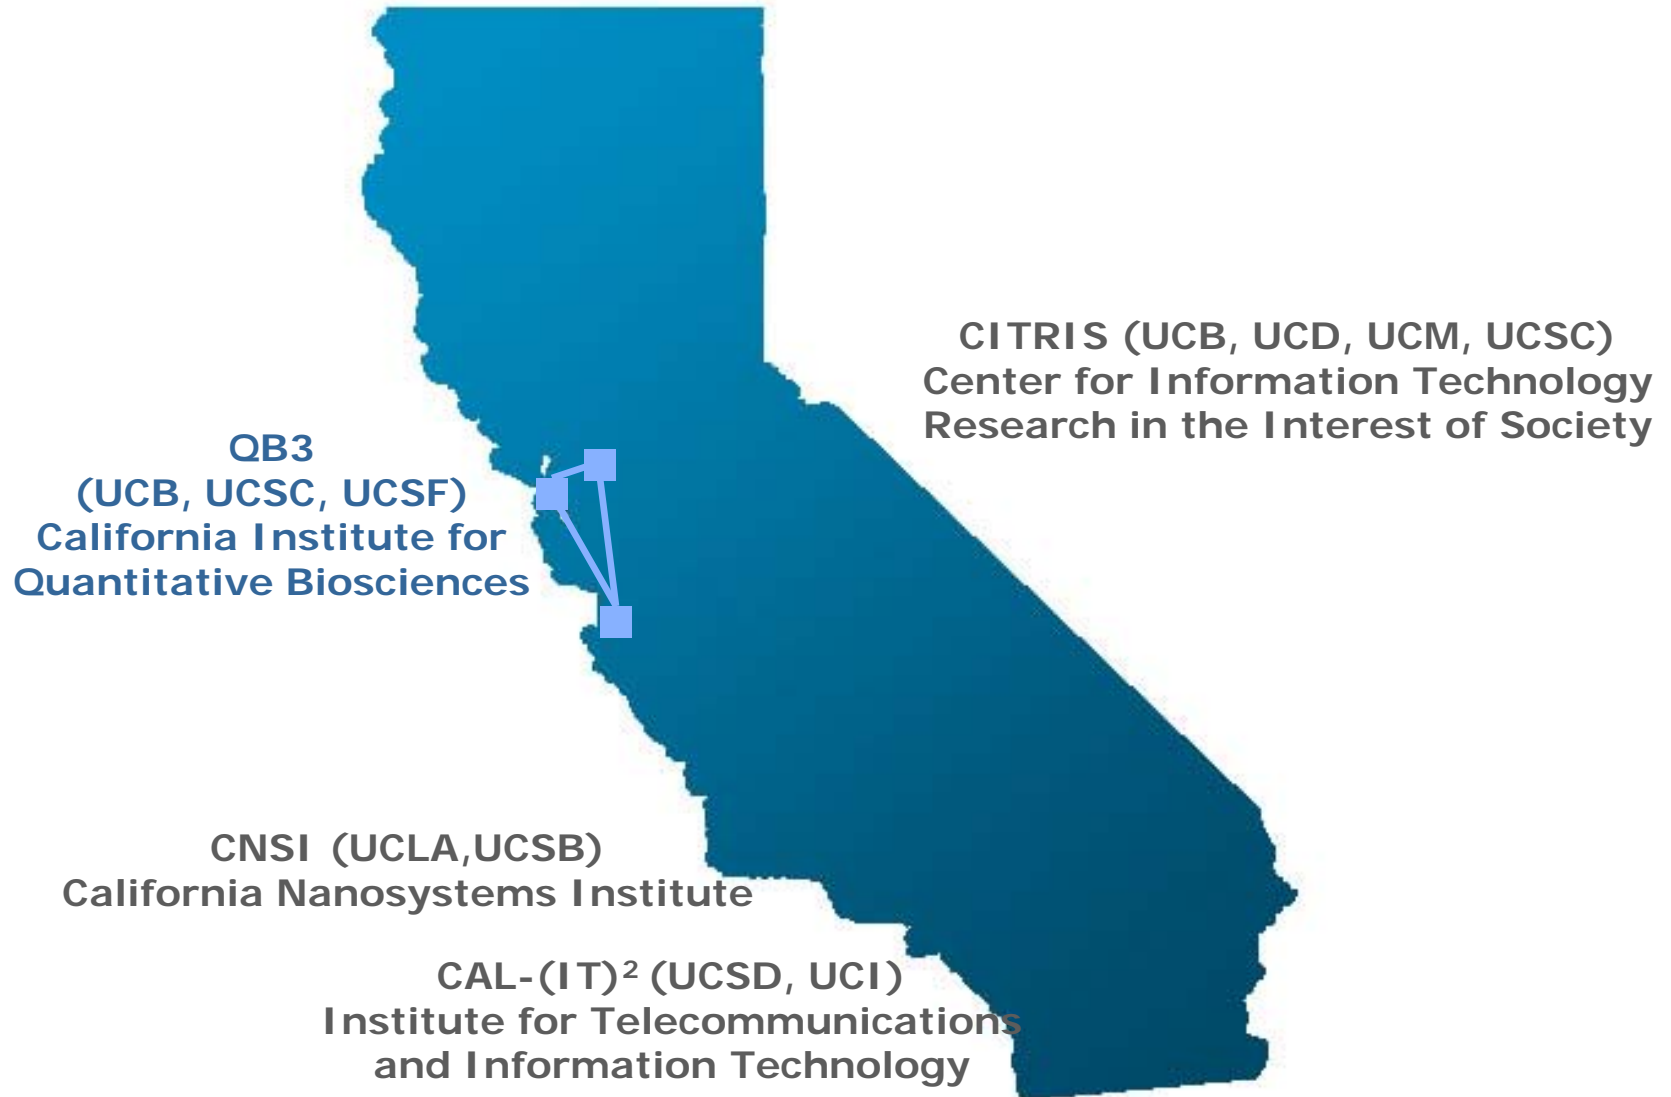 CITRIS (UCB, UCD, UCM, UCSC)
Center for Information Technology
Research in the Interest of Society
QB3
(UCB, UCSC, UCSF)
California Institute for
Quantitative Biosciences
CNSI (UCLA,UCSB)
California Nanosystems Institute
CAL-(IT)² (UCSD, UCI)
Institute for Telecommunications
and Information Technology